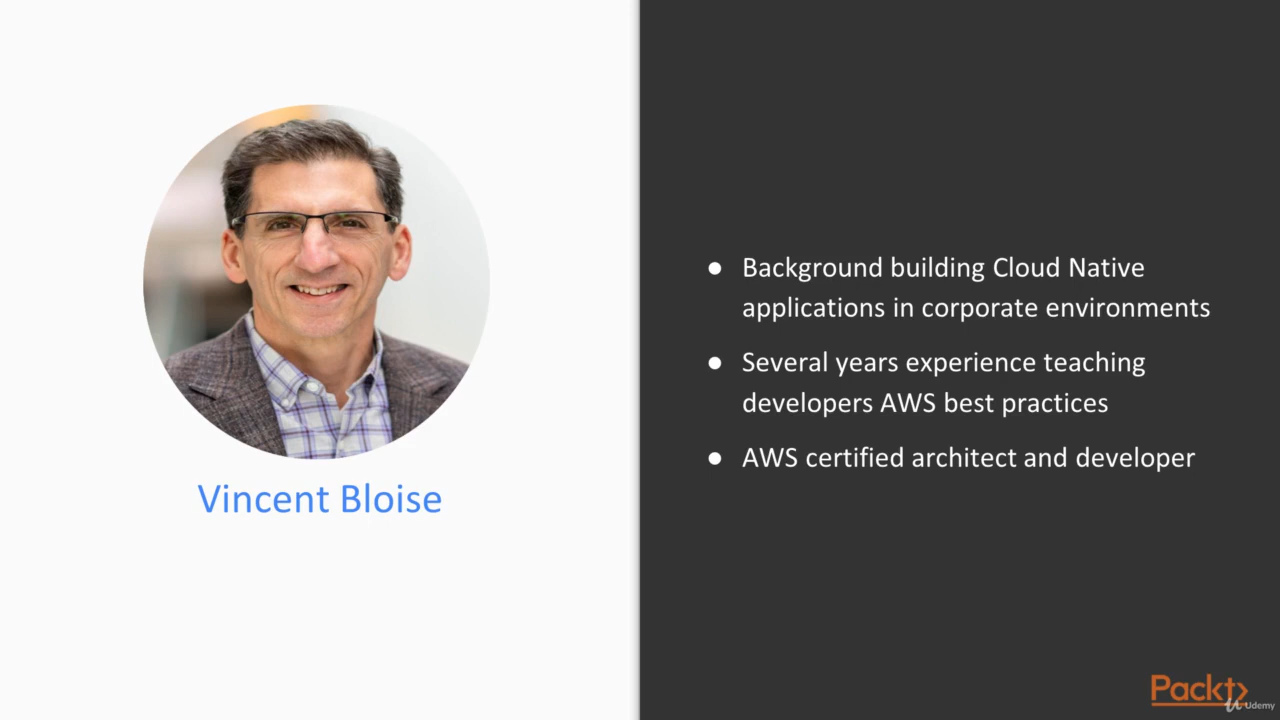 Vincent Bloise
● Background building Cloud Native
applications in corporate environments
● Several years experience teaching
developers AWS best practices
● AWS certified architect and developer
Packt
Udemy